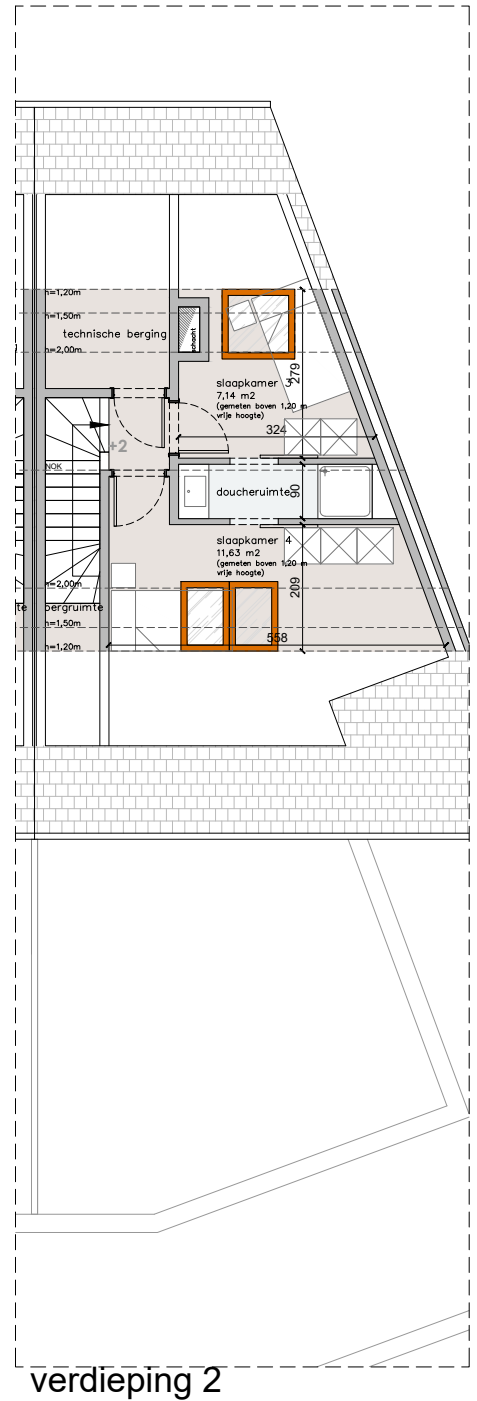 h=1,20m
h=1,50m
technische berging
schacht
h=2,00m
slaapkamer 3
7,14 m2
(gemeten boven 1,20 m
vrije hoogte)
279
324
+2
NOK
doucheruimte
90
slaapkamer 4
11,63 m2
(gemeten boven 1,20 m
vrije hoogte)
209
h=2,00m
te
bergruimte
h=1,50m
558
h=1,20m
verdieping 2